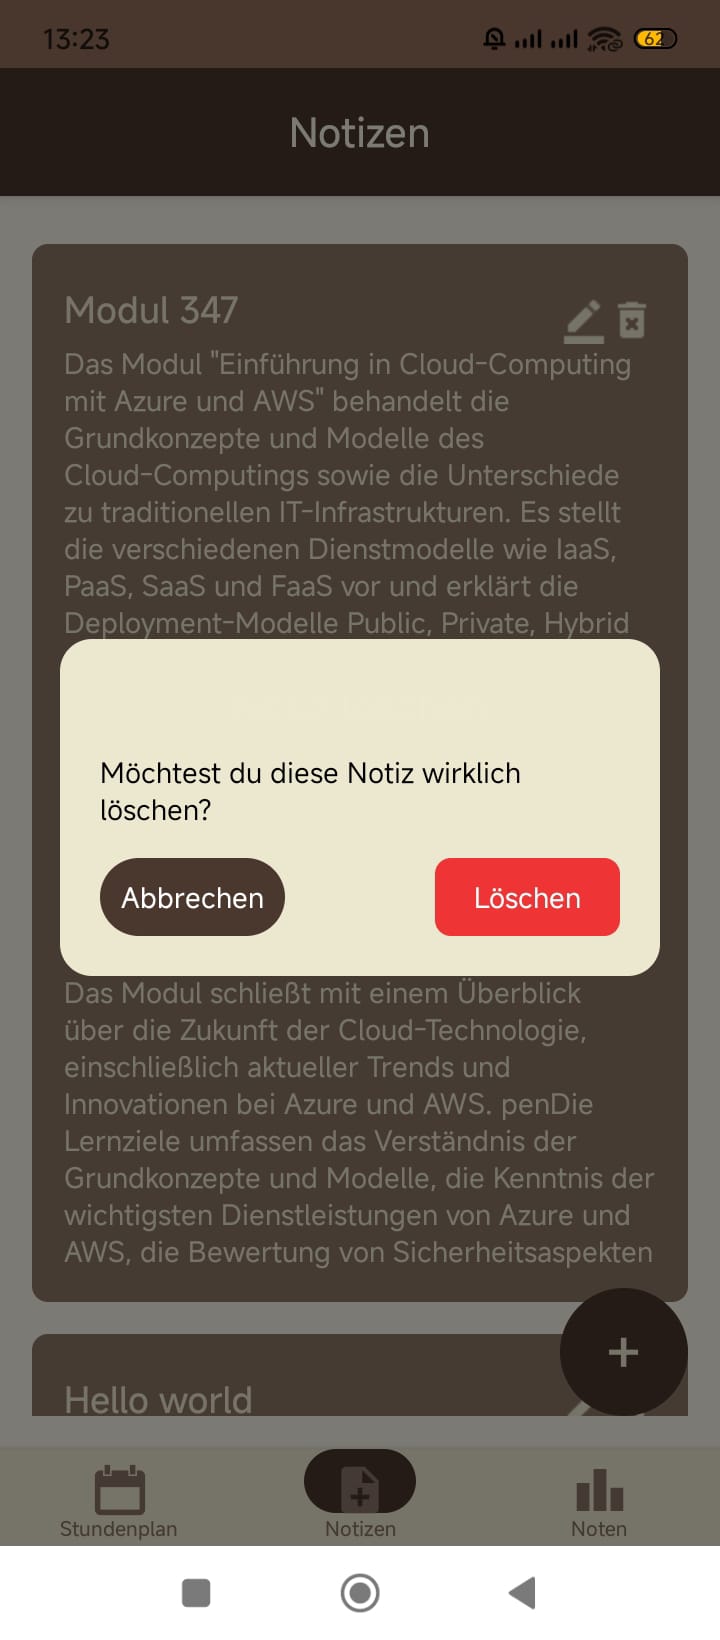 13:23
62
Notizen
Modul 347
Das Modul "Einführung in Cloud-Computing
mit Azure und AWS" behandelt die
Grundkonzepte und Modelle des
Cloud-Computings sowie die Unterschiede
zu traditionellen IT-Infrastrukturen. Es stellt
die verschiedenen Dienstmodelle wie IaaS,
PaaS, SaaS und FaaS vor und erklärt die
Deployment-Modelle Public, Private, Hybrid
Möchtest du diese Notiz wirklich
löschen?
Abbrechen
Löschen
Das Modul schließt mit einem Überblick
über die Zukunft der Cloud-Technologie,
einschließlich aktueller Trends und
Innovationen bei Azure und AWS. penDie
Lernziele umfassen das Verständnis der
Grundkonzepte und Modelle, die Kenntnis der
wichtigsten Dienstleistungen von Azure und
AWS, die Bewertung von Sicherheitsaspekten
Hello world
Stundenplan
Notizen
Noten